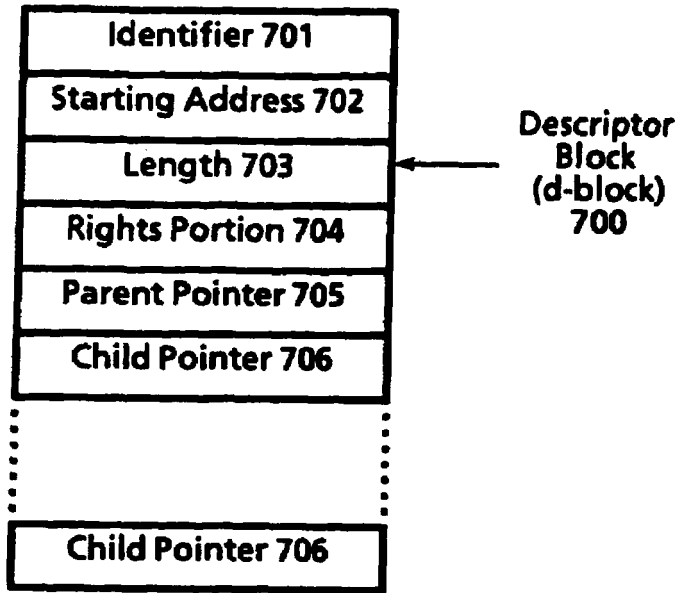 Identifier 701
Starting Address 702
Length 703
Rights Portion 704
Parent Pointer 705
Child Pointer 706
Child Pointer 706
Descriptor
Block
(d-block)
700